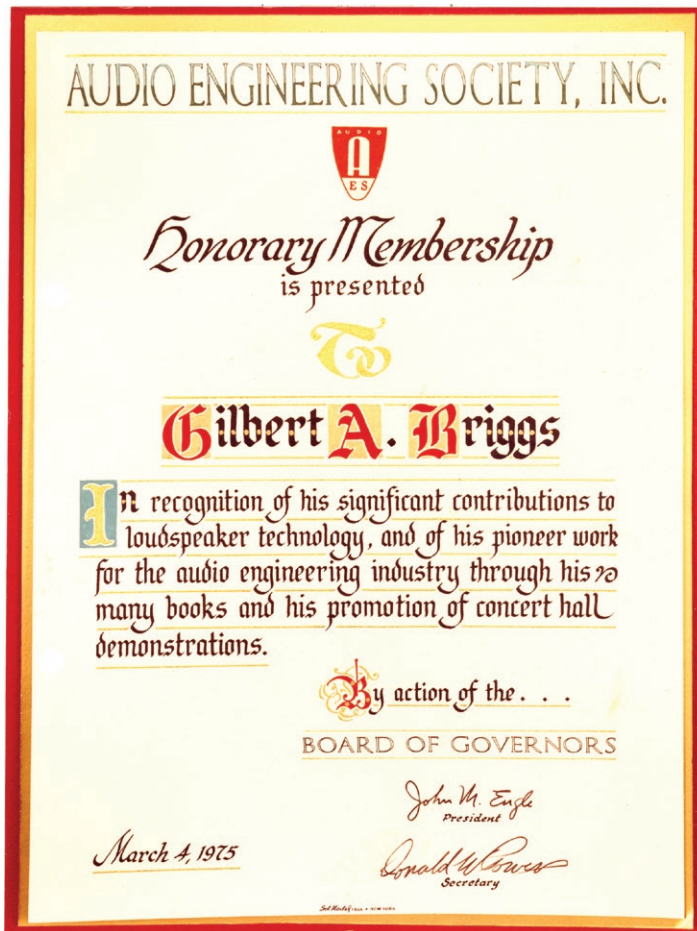 AUDIO ENGINEERING SOCIETY, INC.
AUDIO
A
ES
Honorary Membership
is presented
To
Gilbert A. Briggs
In recognition of his significant contributions to
loudspeaker technology, and of his pioneer work
for the audio engineering industry through his
many books and his promotion of concert hall
demonstrations.
By action of the . . .
BOARD OF GOVERNORS
John M. Eargle
President
March 4, 1975
Donald W Powers
Secretary
NEW YORK